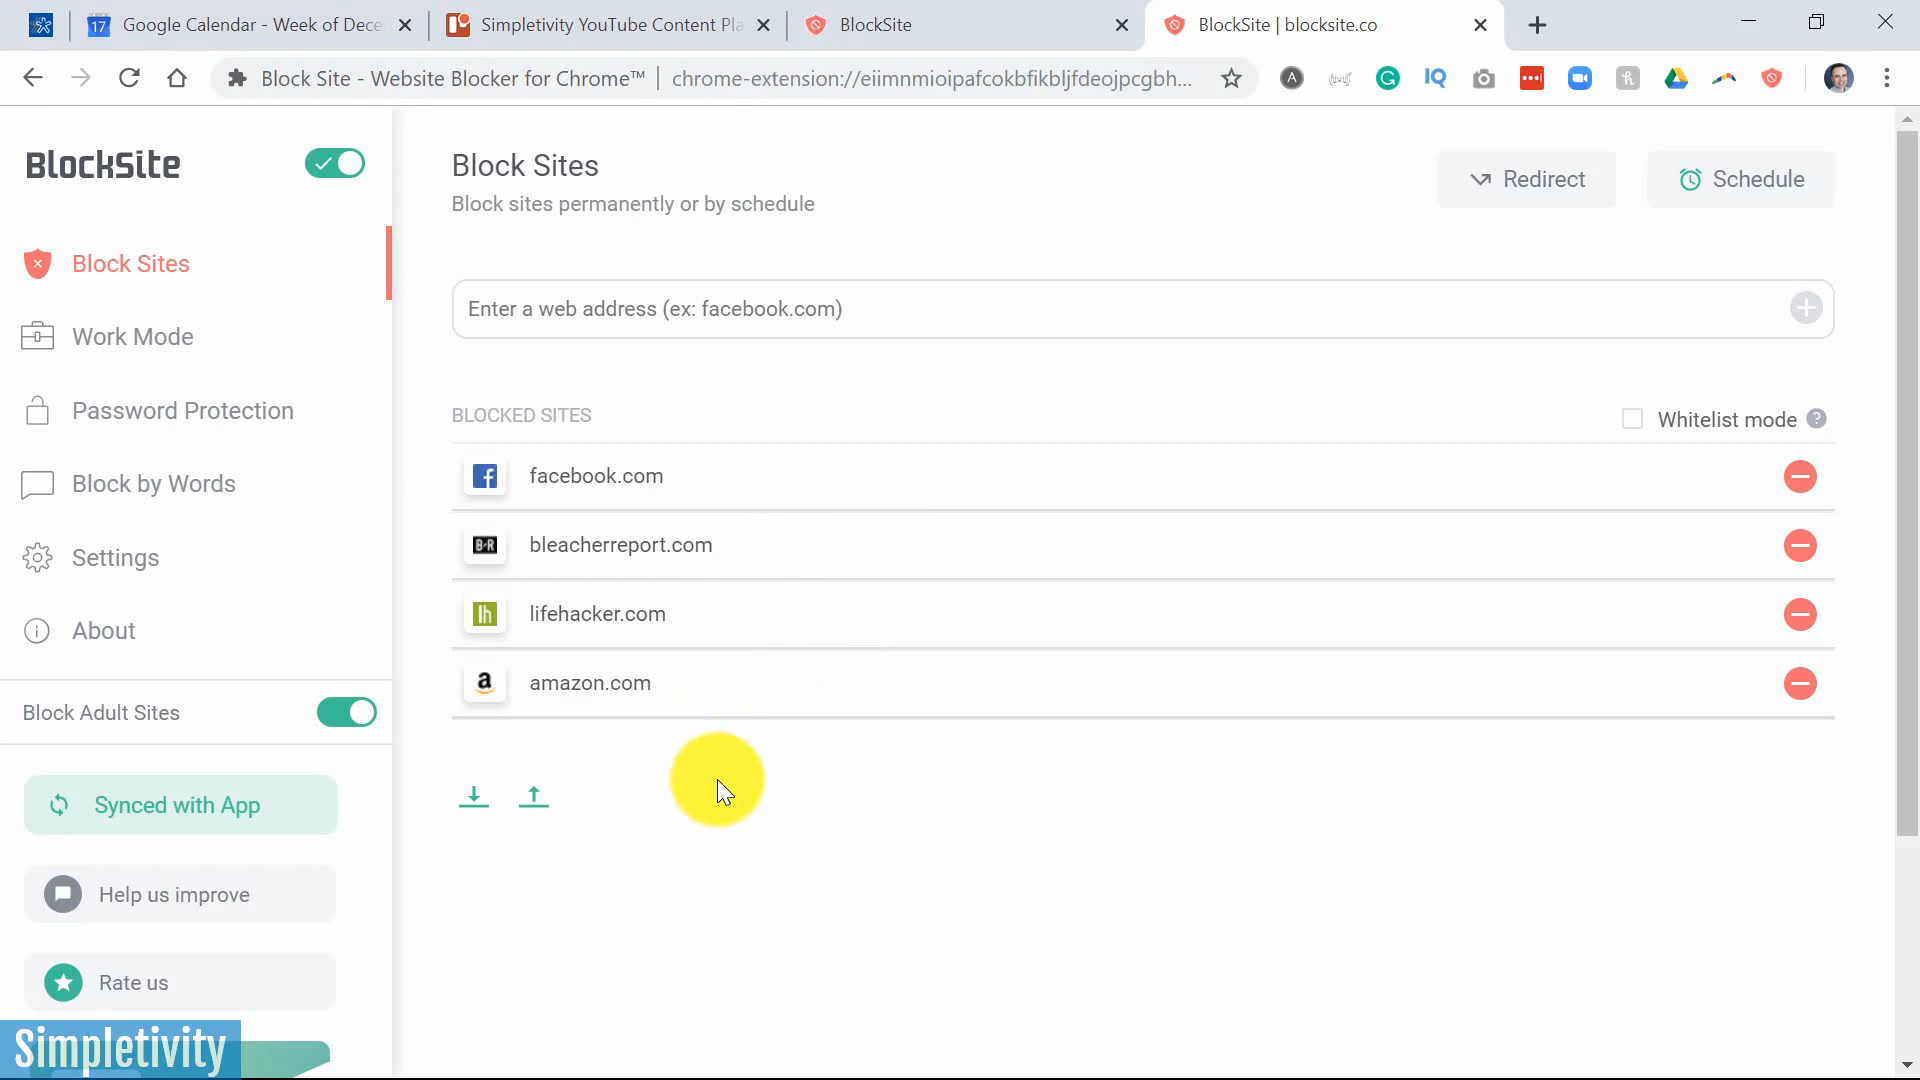 17 Google Calendar - Week of Dece
Simpletivity YouTube Content Pla
BlockSite
BlockSite | blocksite.co
Block Site - Website Blocker for Chrome™
chrome-extension://eiimnmioipafcokbfikbljfdeojpcgbh...
BlockSite
Block Sites
Work Mode
Password Protection
Block by Words
Settings
About
Block Adult Sites
Synced with App
Help us improve
Rate us
Simpletivity
Block Sites
Block sites permanently or by schedule
Redirect
Schedule
Enter a web address (ex: facebook.com)
BLOCKED SITES
Whitelist mode ?
facebook.com
B/R bleacherreport.com
lh lifehacker.com
a amazon.com